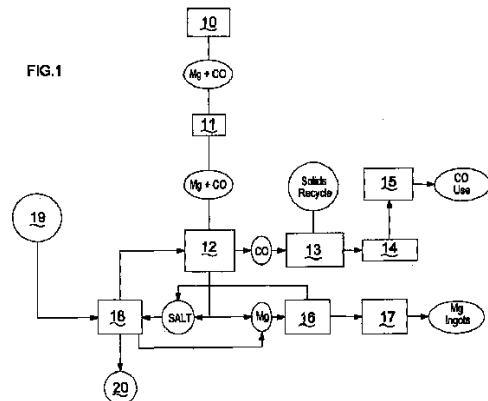 10
FIG.1
Mg + CO
11
Mg + CO
Solids
Recycle
15
CO
Use
19
12
CO
13
14
18
SALT
Mg
16
17
Mg
Ingots
20